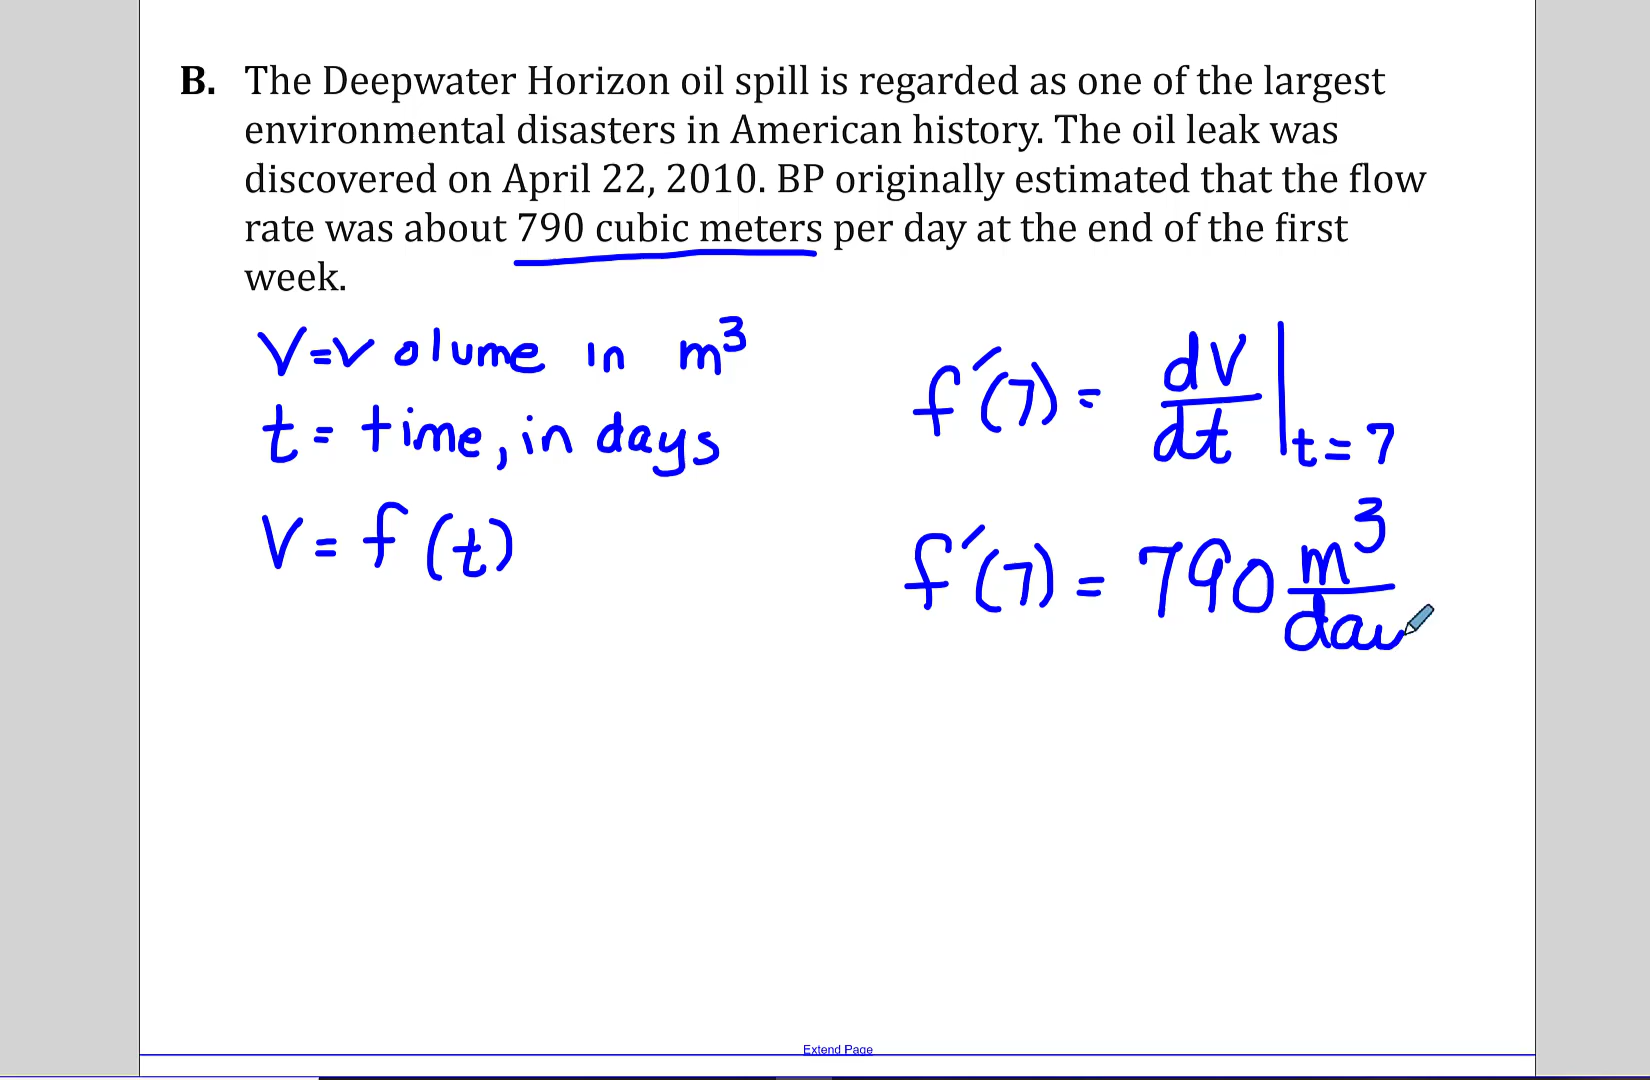 B. The Deepwater Horizon oil spill is regarded as one of the largest
environmental disasters in American history. The oil leak was
discovered on April 22, 2010. BP originally estimated that the flow
rate was about 790 cubic meters per day at the end of the first
week.
V = volume in m³
t = time, in days
V = f(t)
f′(7) = dV/dt |t=7
f′(7) = 790 m³/day
Extend Page